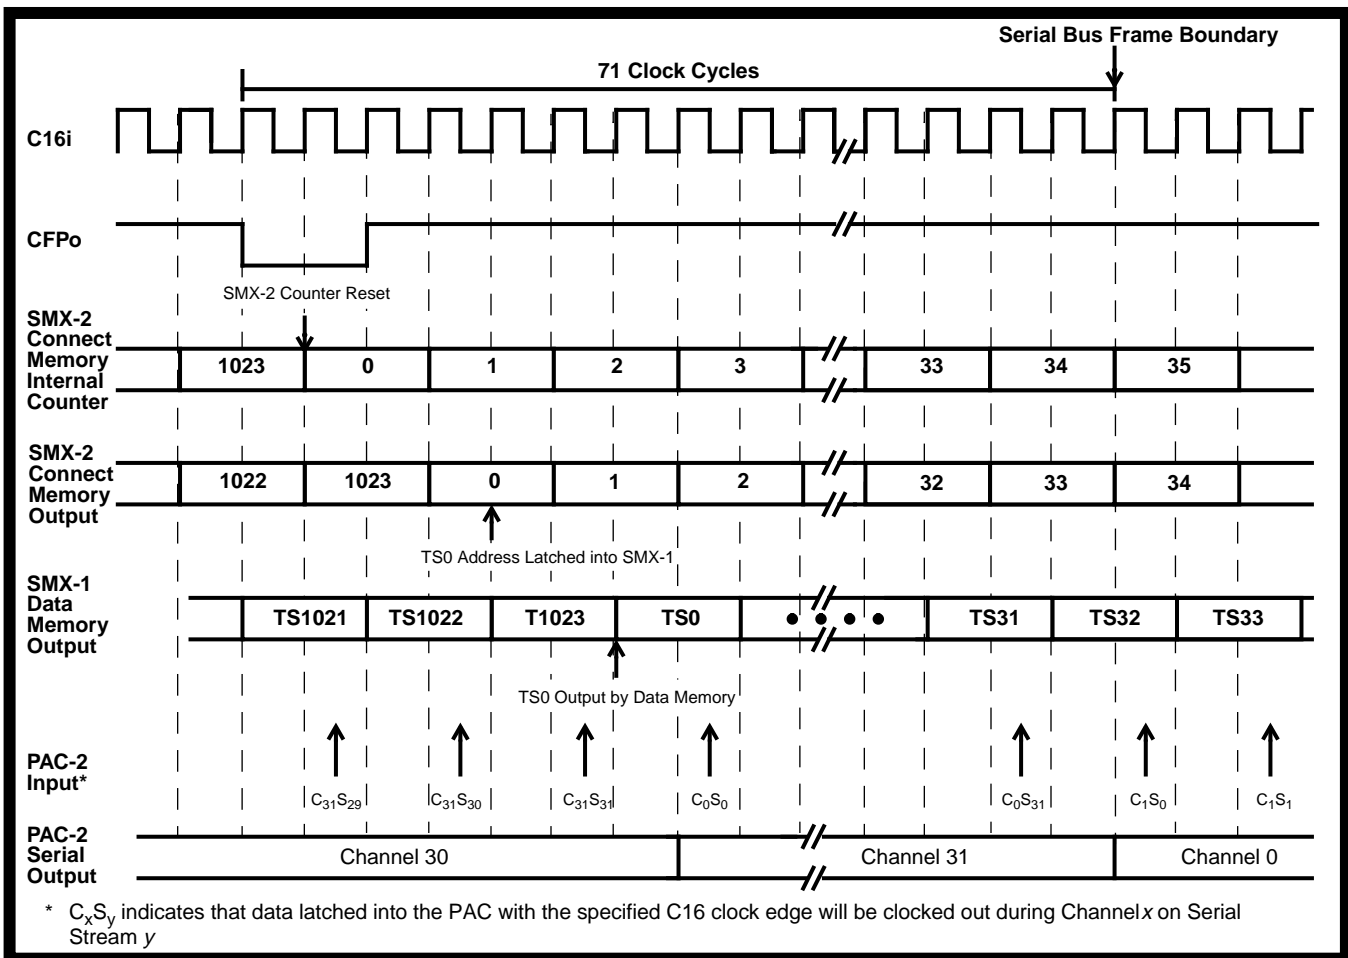 Serial Bus Frame Boundary
71 Clock Cycles
C16i
CFPo
SMX-2 Counter Reset
SMX-2
Connect
Memory
Internal
Counter
1023 0 1 2 3 33 34 35
SMX-2
Connect
Memory
Output
1022 1023 0 1 2 32 33 34
TS0 Address Latched into SMX-1
SMX-1
Data
Memory
Output
TS1021 TS1022 T1023 TS0 TS31 TS32 TS33
TS0 Output by Data Memory
PAC-2
Input*
C31S29 C31S30 C31S31 C0S0 C0S31 C1S0 C1S1
PAC-2
Serial
Output
Channel 30 Channel 31 Channel 0
* CxSy indicates that data latched into the PAC with the specified C16 clock edge will be clocked out during Channel x on Serial
Stream y